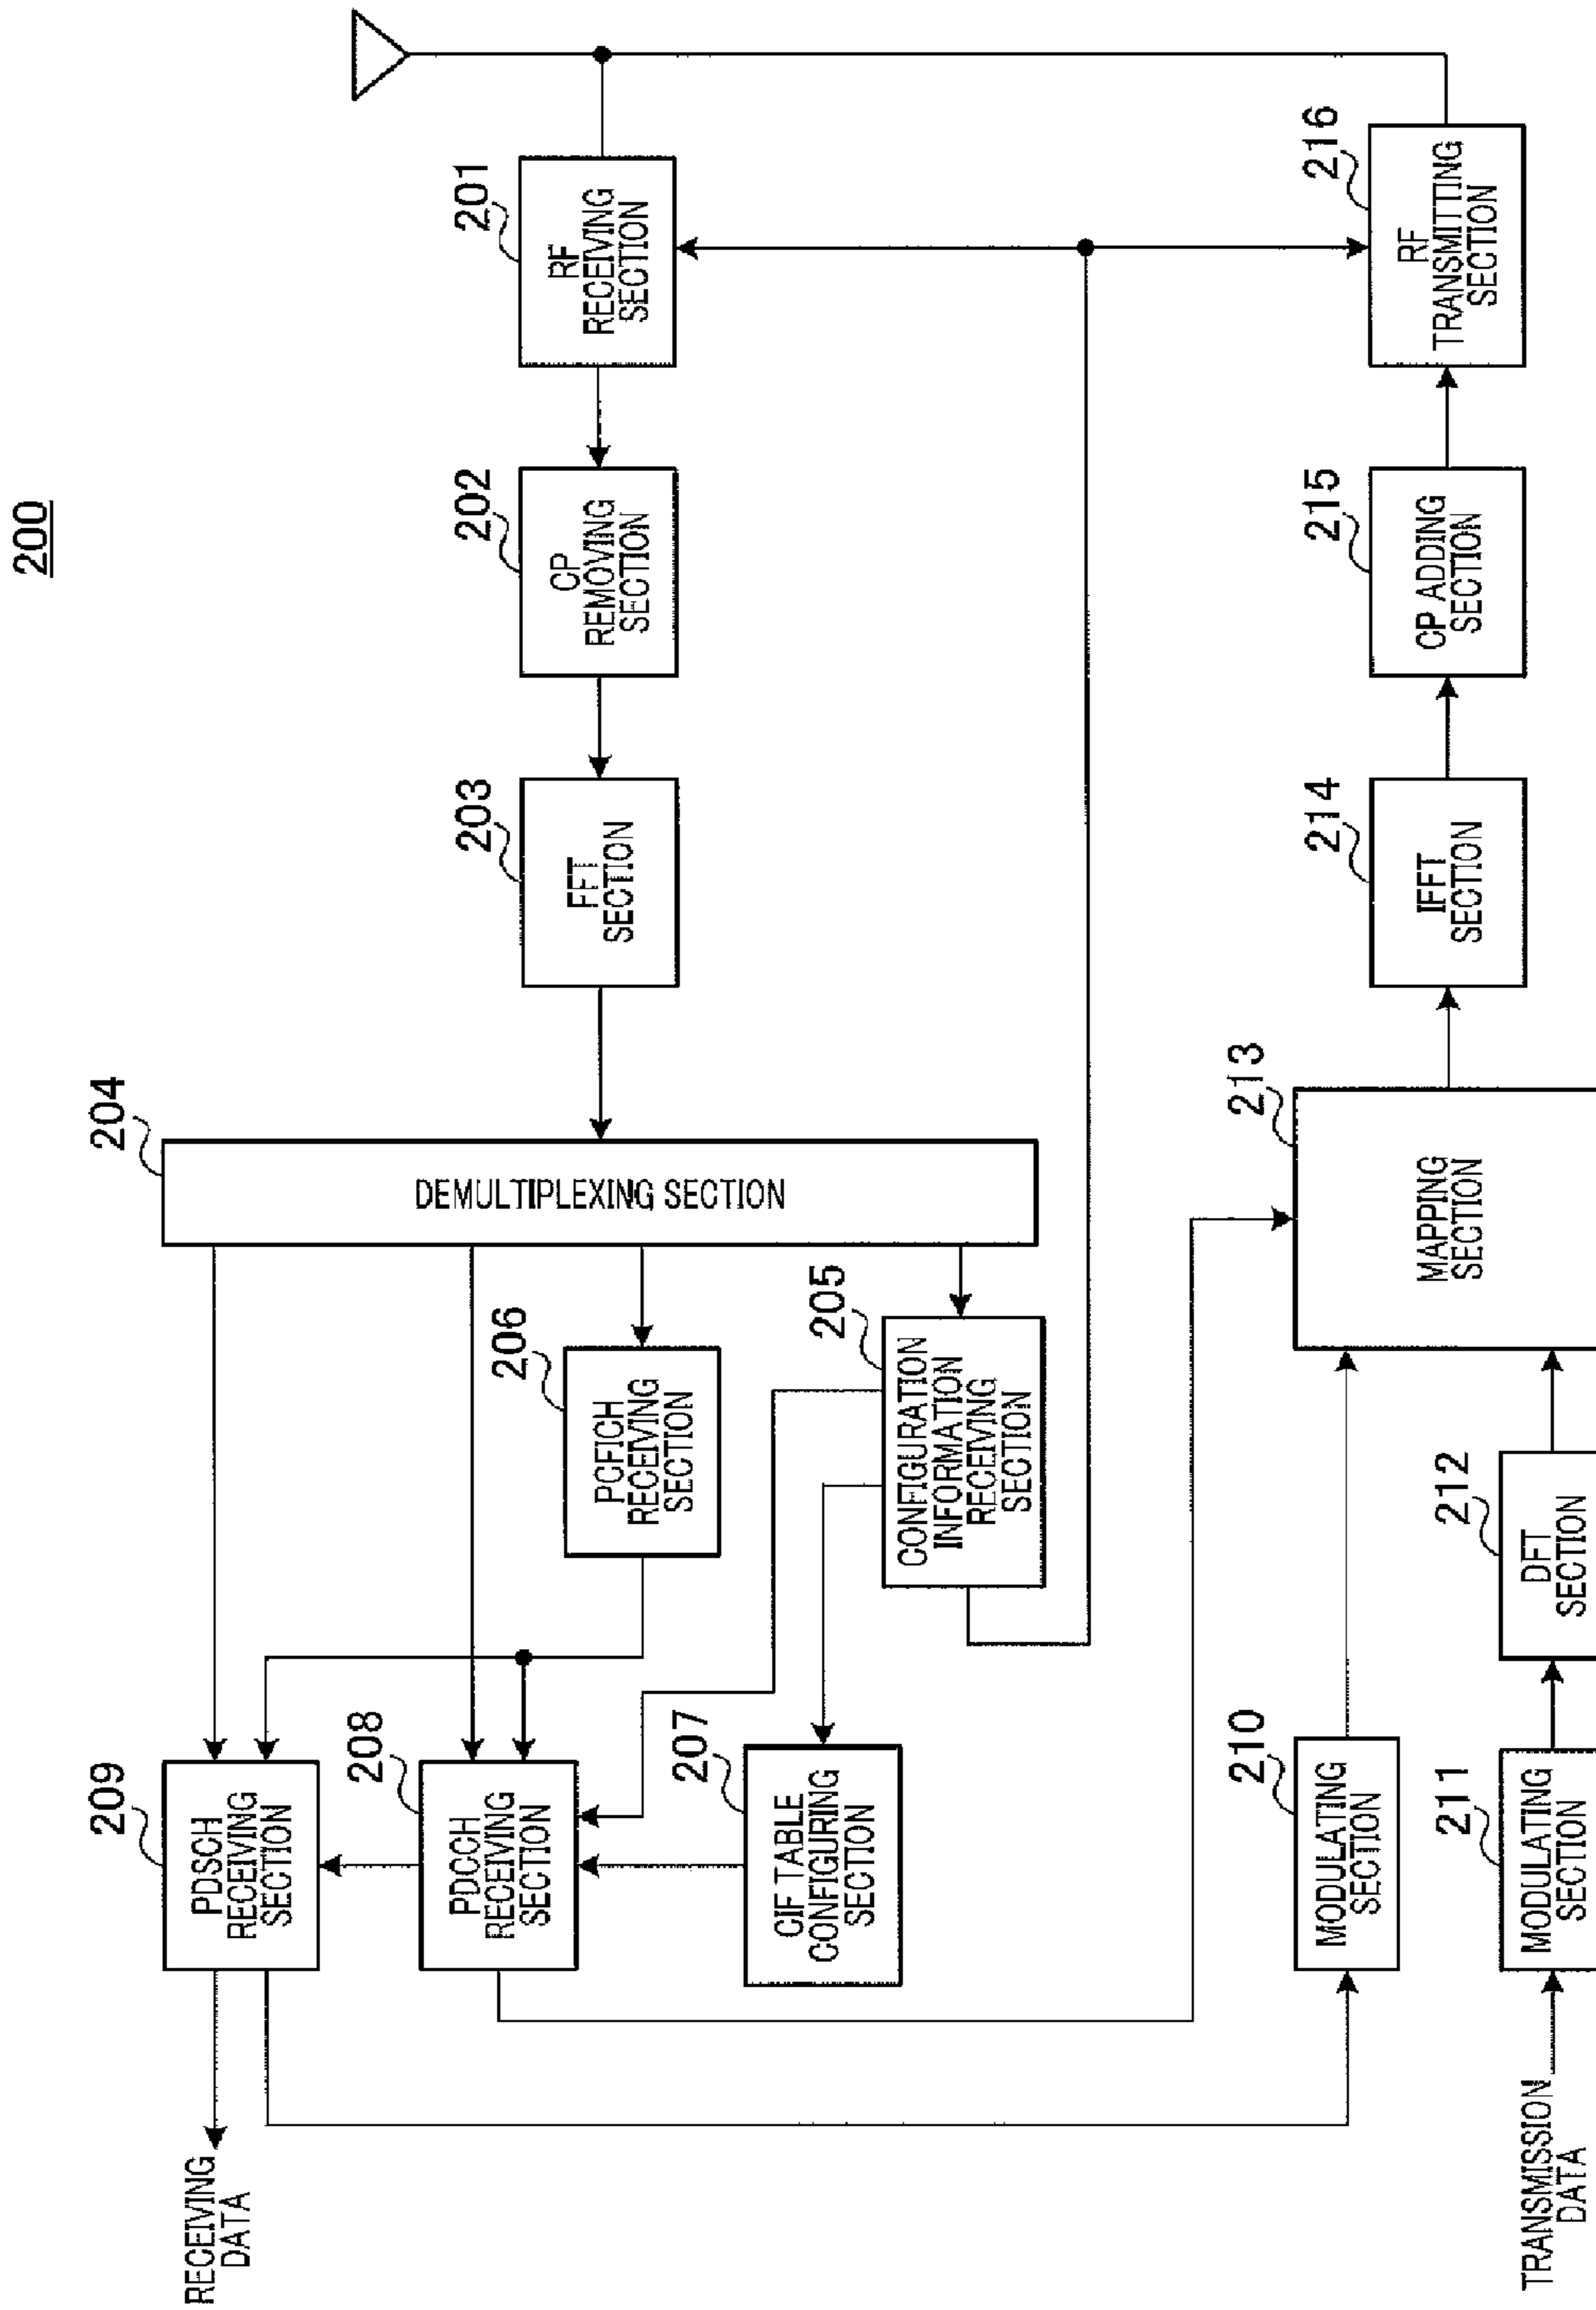 200
201
RF
RECEIVING
SECTION
202
CP
REMOVING
SECTION
203
FFT
SECTION
204
DEMULTIPLEXING SECTION
205
CONFIGURATION
INFORMATION
RECEIVING
SECTION
206
PCFICH
RECEIVING
SECTION
207
CIF TABLE
CONFIGURING
SECTION
208
PDCCH
RECEIVING
SECTION
209
PDSCH
RECEIVING
SECTION
RECEIVING
DATA
210
MODULATING
SECTION
211
MODULATING
SECTION
TRANSMISSION
DATA
212
DFT
SECTION
213
MAPPING
SECTION
214
IFFT
SECTION
215
CP ADDING
SECTION
216
RF
TRANSMITTING
SECTION